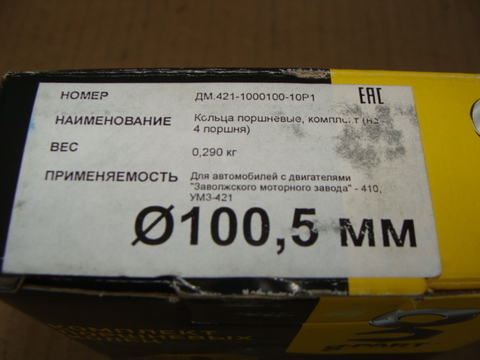 НОМЕР ДМ.421-1000100-10Р1 EAC
НАИМЕНОВАНИЕ Кольца поршневые, комплект (на
4 поршня)
ВЕС 0,290 кг
ПРИМЕНЯЕМОСТЬ Для автомобилей с двигателями
"Заволжского моторного завода" - 410,
УМЗ-421
Ø100,5 мм